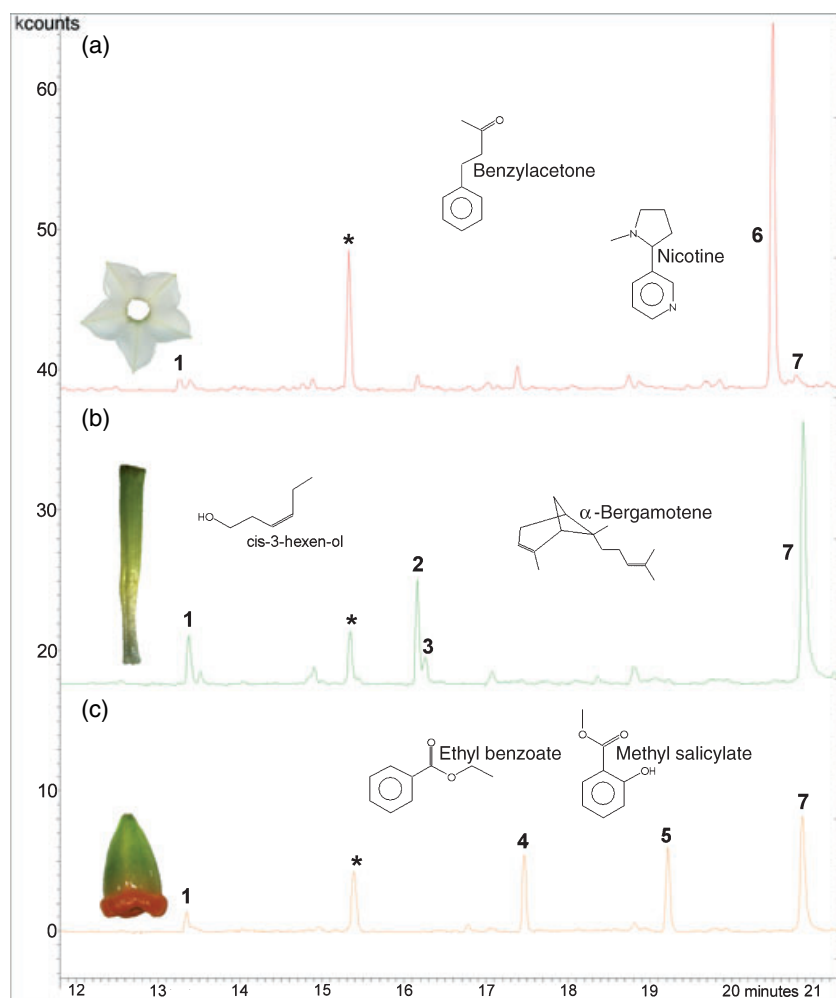 kcounts
(a)
60
O
Benzylacetone
50
N
Nicotine
N
*
6
40
1
7
(b)
30
HO
cis-3-hexen-ol
α-Bergamotene
2
7
1
*
3
20
(c)
O
O
Ethyl benzoate
O
O
Methyl salicylate
OH
10
7
4
5
*
1
0
12 13 14 15 16 17 18 19 20 minutes 21